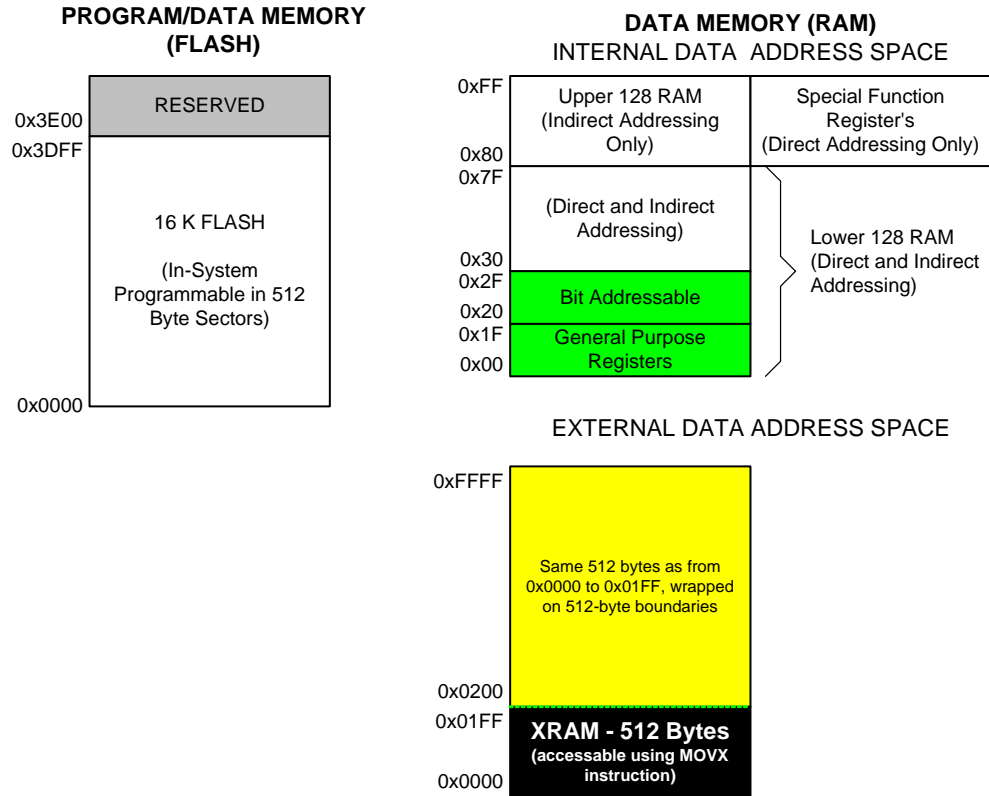 PROGRAM/DATA MEMORY
(FLASH)
RESERVED
0x3E00
0x3DFF
16 K FLASH
(In-System
Programmable in 512
Byte Sectors)
0x0000
DATA MEMORY (RAM)
INTERNAL DATA ADDRESS SPACE
0xFF
Upper 128 RAM
(Indirect Addressing
Only)
Special Function
Register's
(Direct Addressing Only)
0x80
0x7F
(Direct and Indirect
Addressing)
Lower 128 RAM
(Direct and Indirect
Addressing)
0x30
0x2F
Bit Addressable
0x20
0x1F
General Purpose
Registers
0x00
EXTERNAL DATA ADDRESS SPACE
0xFFFF
Same 512 bytes as from
0x0000 to 0x01FF, wrapped
on 512-byte boundaries
0x0200
0x01FF
XRAM - 512 Bytes
(accessable using MOVX
instruction)
0x0000